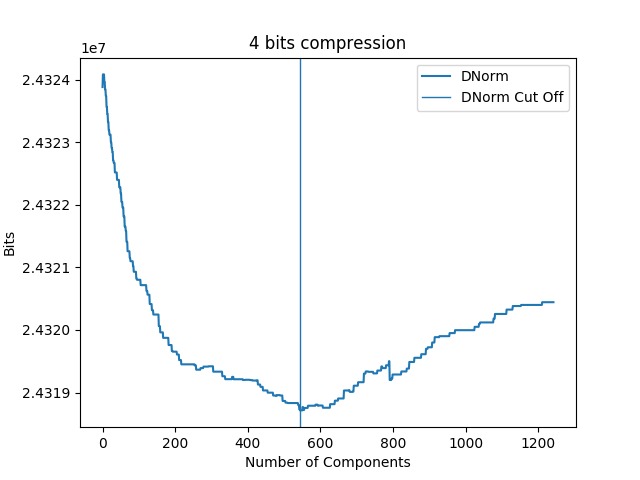 4 bits compression
1e7
DNorm
DNorm Cut Off
2.4324
2.4323
2.4322
2.4321
2.4320
2.4319
Bits
0 200 400 600 800 1000 1200
Number of Components